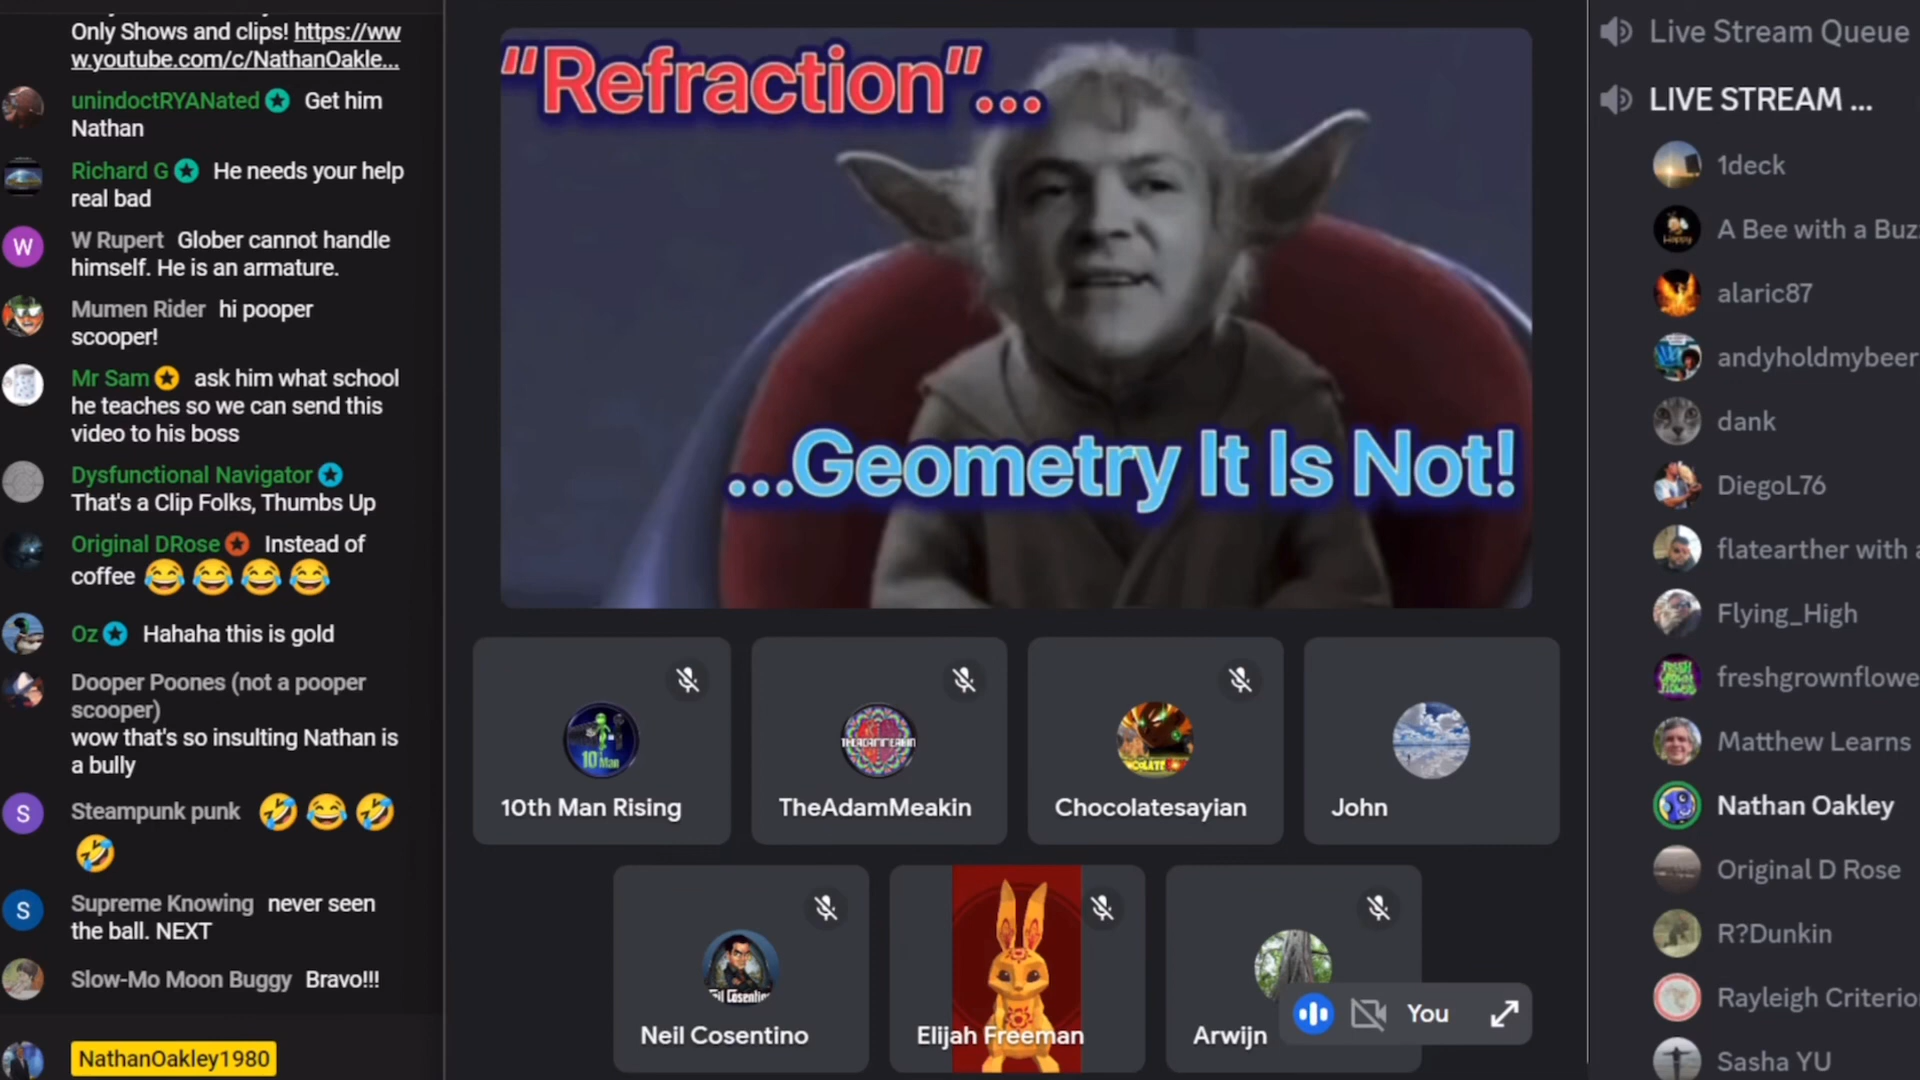 Only Shows and clips! https://ww
w.youtube.com/c/NathanOakle...
unindoctRYANated Get him
Nathan
Richard G He needs your help
real bad
W
W Rupert Glober cannot handle
himself. He is an armature.
Mumen Rider hi pooper
scooper!
Mr Sam ask him what school
he teaches so we can send this
video to his boss
Dysfunctional Navigator
That's a Clip Folks, Thumbs Up
Original DRose Instead of
coffee 😂😂😂😂
Oz Hahaha this is gold
Dooper Poones (not a pooper
scooper)
wow that's so insulting Nathan is
a bully
S
Steampunk punk 🤣😂🤣
🤣
S
Supreme Knowing never seen
the ball. NEXT
Slow-Mo Moon Buggy Bravo!!!
NathanOakley1980
"Refraction"...
...Geometry It Is Not!
10 Man
10th Man Rising
THEADAMMEAKIN
TheAdamMeakin
Chocolatesayian
John
Neil Cosentino
Elijah Freeman
Arwijn
You
Live Stream Queue
LIVE STREAM ...
1deck
A Bee with a Buz
alaric87
andyholdmybeer
dank
DiegoL76
flatearther with a
Flying_High
freshgrownflowe
Matthew Learns
Nathan Oakley
Original D Rose
R?Dunkin
Rayleigh Criterio
Sasha YU